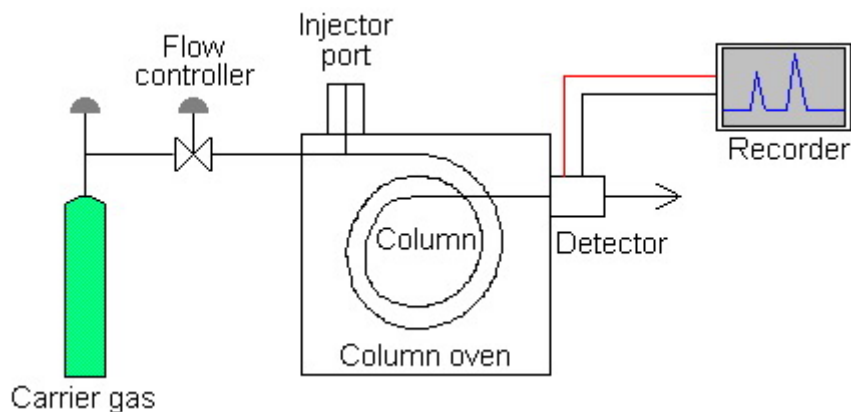 Injector
port
Flow
controller
Recorder
Column
Detector
Column oven
Carrier gas